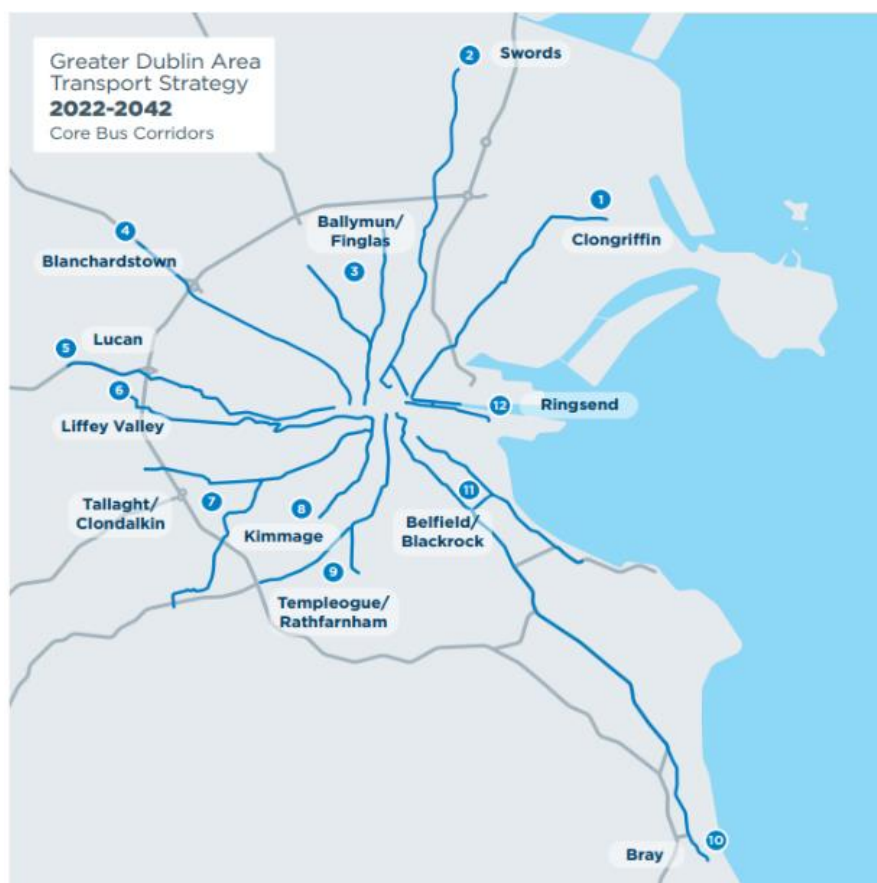 Greater Dublin Area
Transport Strategy
2022-2042
Core Bus Corridors
2
Swords
1
Clongriffin
Ballymun/
Finglas
3
4
Blanchardstown
5
Lucan
6
Liffey Valley
12
Ringsend
7
Tallaght/
Clondalkin
8
Kimmage
11
Belfield/
Blackrock
9
Templeogue/
Rathfarnham
10
Bray